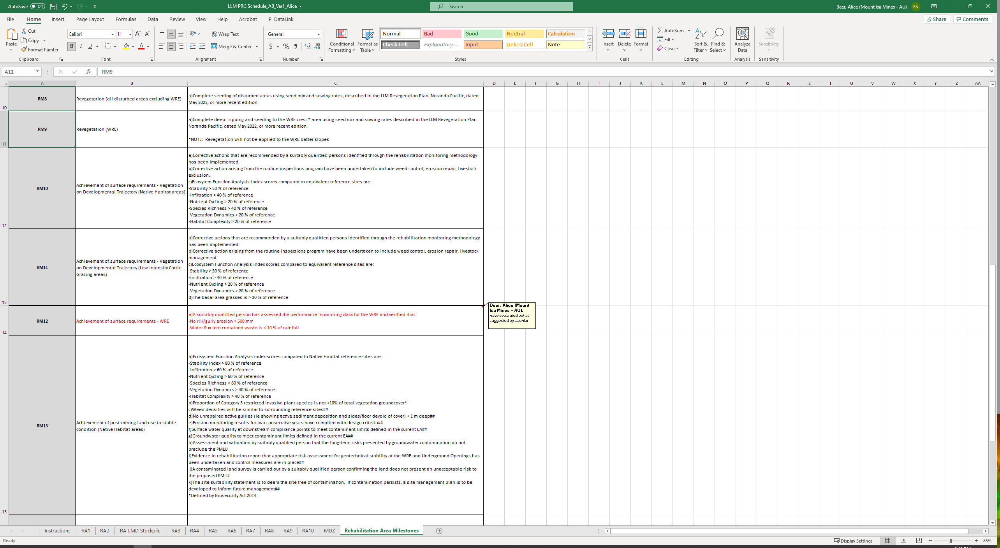 AutoSave Off LLM PRC Schedule_AB_Ver1_Alice Search Beer, Alice (Mount Isa Mines - AU) BA
File Home Insert Page Layout Formulas Data Review View Help Acrobat PI DataLink Share Comments
Paste
Cut
Copy
Format Painter
Clipboard
Calibri 11 A A
B I U A
Font
Wrap Text
Merge & Center
Alignment
General
$ % 9
Number
Conditional Formatting
Format as Table
Normal Bad Good Neutral Calculation
Check Cell Explanatory ... Input Linked Cell Note
Styles
Insert Delete Format
Cells
AutoSum
Fill
Clear
Sort & Filter
Find & Select
Editing
Analyze Data
Analysis
Sensitivity
Sensitivity
A11 fx RM9
A B C D E F G H I J K L M N O P Q R S T U V W X Y Z AA
10
RM8
Revegetation (all disturbed areas excluding WRE)
a)Complete seeding of disturbed areas using seed mix and sowing rates, described in the LLM Revegetation Plan, Noranda Pacific, dated
May 2022, or more recent edition
11
RM9
Revegetation (WRE)
a)Complete deep ripping and seeding to the WRE crest * area using seed mix and sowing rates described in the LLM Revegetation Plan
Noranda Pacific, dated May 2022, or more recent edition.
*NOTE: Revegetation will not be applied to the WRE batter slopes
12
RM10
Achievement of surface requirements - Vegetation
on Developmental Trajectory (Native Habitat areas)
a)Corrective actions that are recommended by a suitably qualitied persons identified through the rehabilitation monitoring methodology
has been implemented.
b)Corrective action arising from the routine inspections program have been undertaken to include weed control, erosion repair, livestock
exclusion.
c)Ecosytem Function Analysis index scores compared to equivalent reference sites are:
-Stability > 50 % of reference
-Infiltration > 40 % of reference
-Nutrient Cycling > 20 % of reference
-Species Richness > 40 % of reference
-Vegetation Dynamics > 20 % of reference
-Habitat Complexity > 20 % of reference
13
RM11
Achievement of surface requirements - Vegetation
on Developmental Trajectory (Low Intensity Cattle
Grazing areas)
a)Corrective actions that are recommended by a suitably qualitied persons identified through the rehabilitation monitoring methodology
has been implemented.
b)Corrective action arising from the routine inspections program have been undertaken to include weed control, erosion repair, livestock
management.
c)Ecosystem Function Analysis index scores compared to equivalent reference sites are:
-Stability > 50 % of reference
-Infiltration > 40 % of reference
-Nutrient Cycling > 20 % of reference
-Vegetation Dynamics > 20 % of reference
d)The basal area grasses is > 30 % of reference
14
RM12
Achievement of surface requirements - WRE
a)A suitably qualified person has assessed the performance monitoring data for the WRE and verified that:
-No rill/gully erosion > 500 mm
-Water flux into contained waste is < 10 % of rainfall
Beer, Alice (Mount
Isa Mines - AU):
have separated out as
suggested by Lachlan
15
RM13
Achievement of post-mining land use to stable
condition (Native Habitat areas)
a)Ecosystem Function Analysis index scores compared to Native Habitat reference sites are:
-Stability Index > 80 % of reference
-Infiltration > 60 % of reference
-Nutrient Cycling > 60 % of reference
-Species Richness > 60 % of reference
-Vegetation Dynamics > 40 % of reference
-Habitat Complexity > 40 % of reference
b)Proportion of Category 3 restricted invasive plant species is not >10% of total vegetation groundcover*
c)Weed densities will be similar to surrounding reference sites##
d)No unrepaired active gullies (ie showing active sediment deposition and sides/floor devoid of cover) > 1 m deep##
e)Erosion monitoring results for two consecutive years have complied with design criteria##
f)Surface water quality at downstream compliance points to meet contaminant limits defined in the current EA##
g)Groundwater quality to meet contaminant limits defined in the current EA##
h)Assessment and validation by suitably qualified person that the long-term risks presented by groundwater contamination do not
preclude the PMLU
i)Evidence in rehabilitation report that appropriate risk assessment for geotechnical stability at the WRE and Underground Openings has
been undertaken and control measures are in place##
j)A contaminated land survey is carried out by a suitably qualified person confirming the land does not present an unacceptable risk to
the proposed PMLU.
k)The site suitability statement is to deem the site free of contamination. If contamination persists, a site management plan is to be
developed to inform future management##
*Defined by Biosecurity Act 2014
Instructions RA1 RA2 RA_LMD Stockpile RA3 RA4 RA5 RA6 RA7 RA8 RA9 RA10 MDZ Rehabilitation Area Milestones
Ready Display Settings 85%